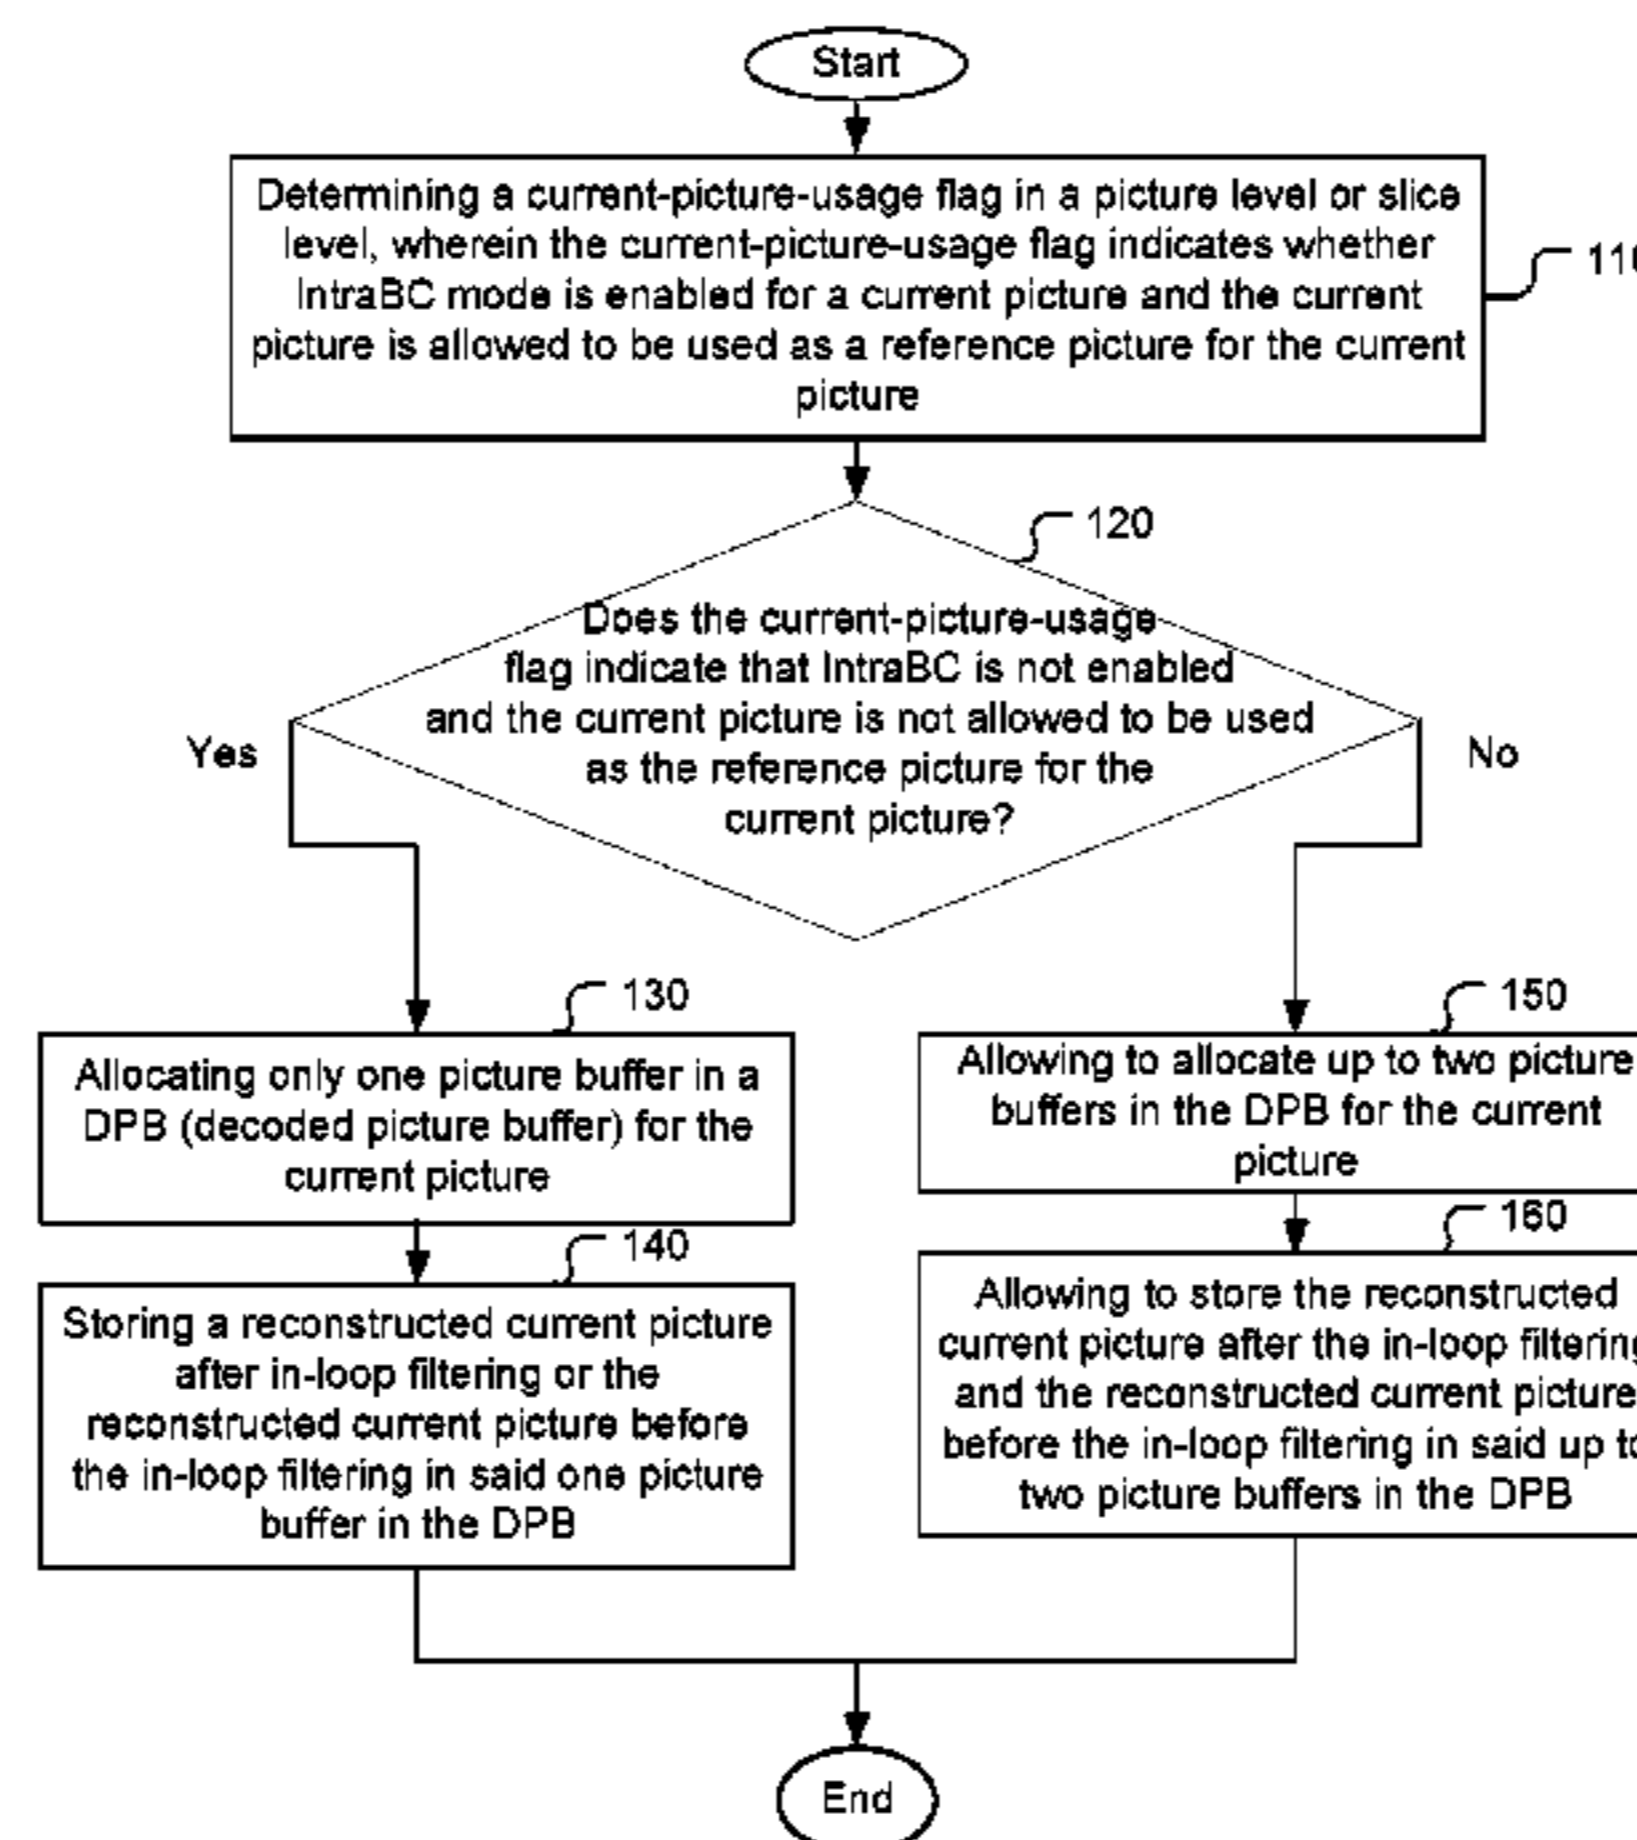 Start
Determining a current-picture-usage flag in a picture level or slice
level, wherein the current-picture-usage flag indicates whether
IntraBC mode is enabled for a current picture and the current
picture is allowed to be used as a reference picture for the current
picture
120
Does the current-picture-usage
flag indicate that IntraBC is not enabled
and the current picture is not allowed to be used
as the reference picture for the
current picture?
Yes
No
130
Allocating only one picture buffer in a
DPB (decoded picture buffer) for the
current picture
140
Storing a reconstructed current picture
after in-loop filtering or the
reconstructed current picture before
the in-loop filtering in said one picture
buffer in the DPB
150
Allowing to allocate up to two picture
buffers in the DPB for the current
picture
160
Allowing to store the reconstructed
current picture after the in-loop filtering
and the reconstructed current picture
before the in-loop filtering in said up to
two picture buffers in the DPB
End